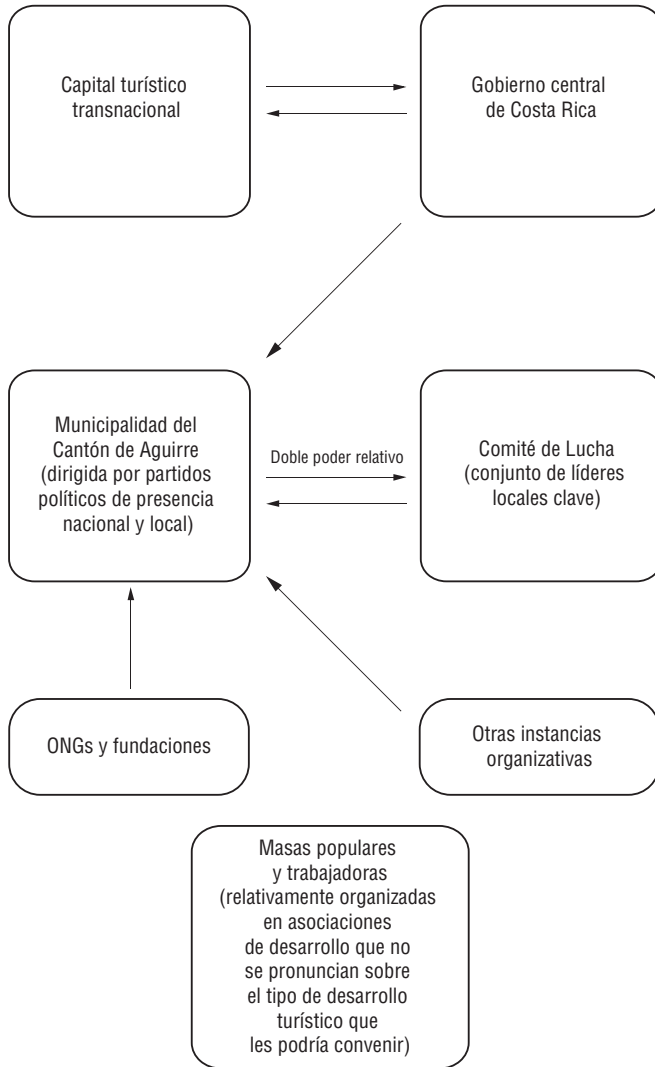 Capital turístico
transnacional
Gobierno central
de Costa Rica
Municipalidad del
Cantón de Aguirre
(dirigida por partidos
políticos de presencia
nacional y local)
Doble poder relativo
Comité de Lucha
(conjunto de líderes
locales clave)
ONGs y fundaciones
Otras instancias
organizativas
Masas populares
y trabajadoras
(relativamente organizadas
en asociaciones
de desarrollo que no
se pronuncian sobre
el tipo de desarrollo
turístico que
les podría convenir)